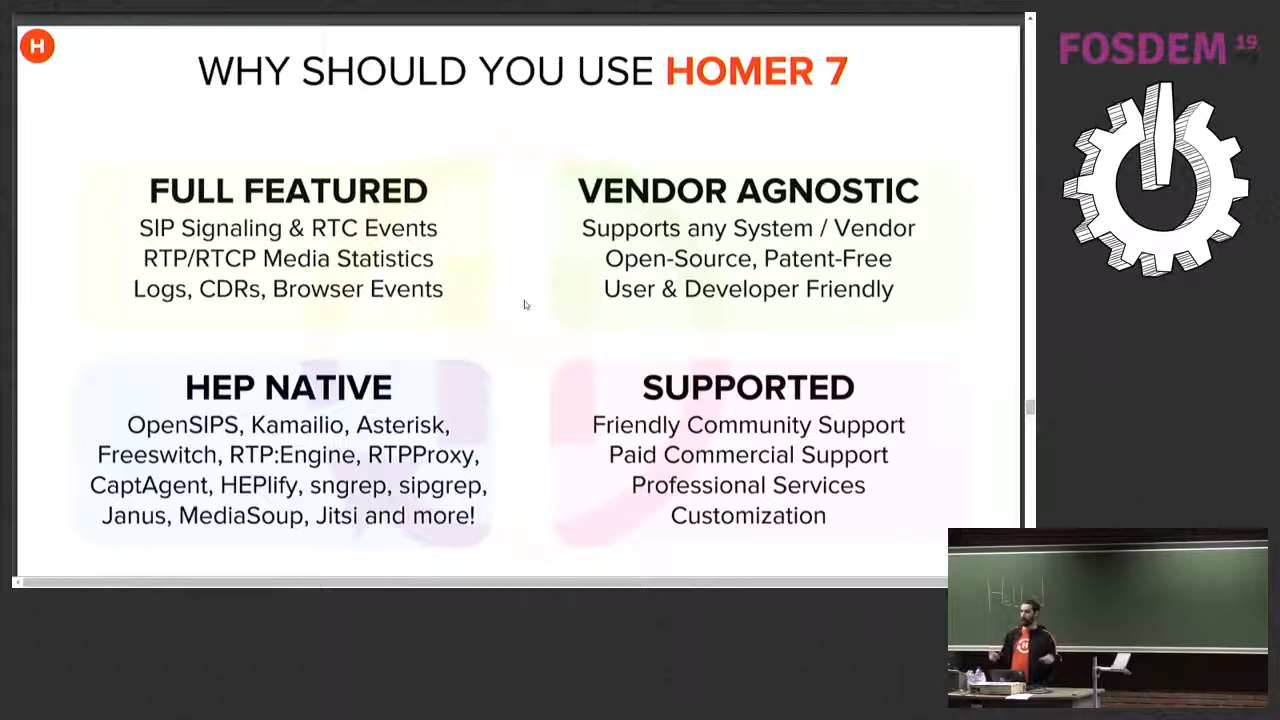 H
WHY SHOULD YOU USE HOMER 7
FULL FEATURED
SIP Signaling & RTC Events
RTP/RTCP Media Statistics
Logs, CDRs, Browser Events
VENDOR AGNOSTIC
Supports any System / Vendor
Open-Source, Patent-Free
User & Developer Friendly
HEP NATIVE
OpenSIPS, Kamailio, Asterisk,
Freeswitch, RTP:Engine, RTPProxy,
CaptAgent, HEPlify, sngrep, sipgrep,
Janus, MediaSoup, Jitsi and more!
SUPPORTED
Friendly Community Support
Paid Commercial Support
Professional Services
Customization
FOSDEM 19